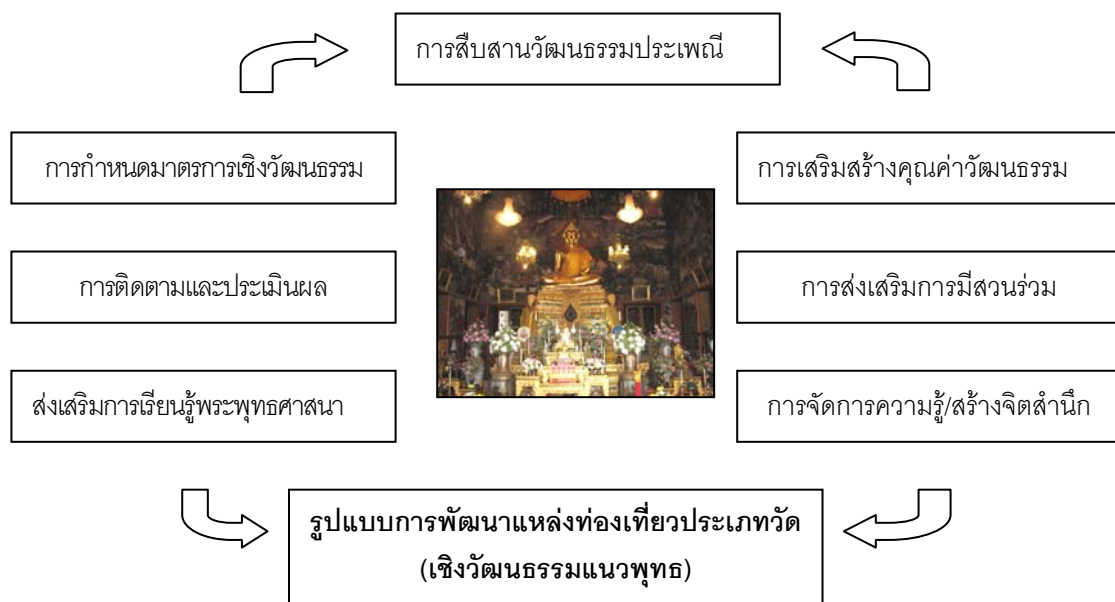 การสืบสานวัฒนธรรมประเพณี
การกำหนดมาตรการเชิงวัฒนธรรม
การเสริมสร้างคุณค่าวัฒนธรรม
การติดตามและประเมินผล
การส่งเสริมการมีสวนร่วม
ส่งเสริมการเรียนรู้พระพุทธศาสนา
การจัดการความรู้/สร้างจิตสำนึก
รูปแบบการพัฒนาแหล่งท่องเที่ยวประเภทวัด
(เชิงวัฒนธรรมแนวพุทธ)